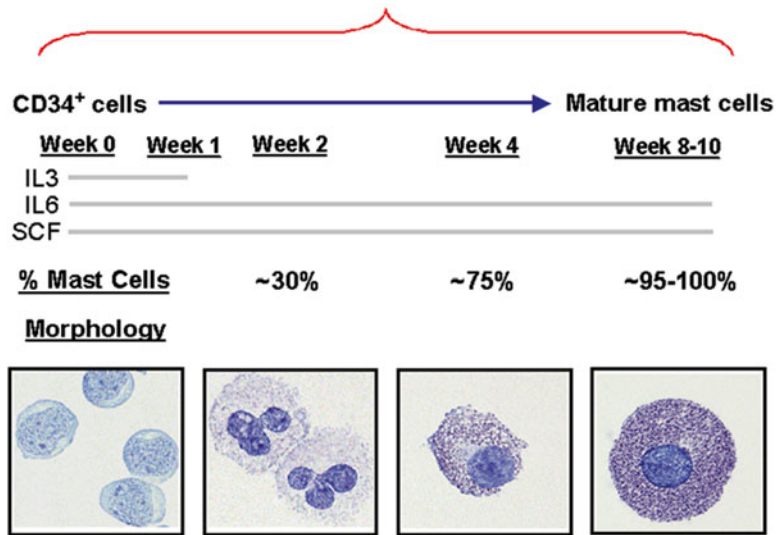 CD34+ cells Mature mast cells
Week 0 Week 1 Week 2 Week 4 Week 8-10
IL3
IL6
SCF
% Mast Cells ~30% ~75% ~95-100%
Morphology